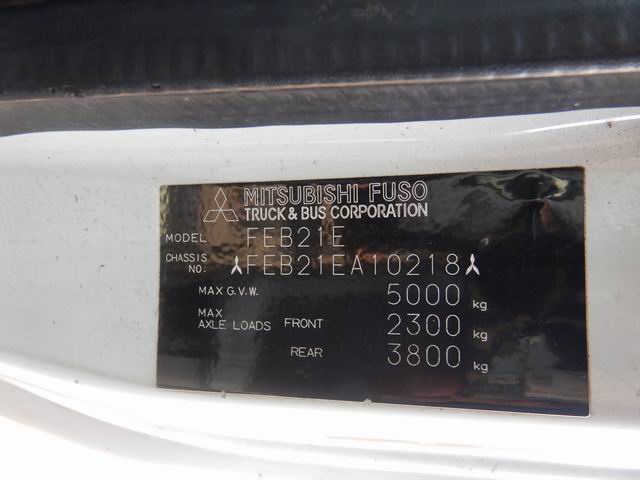 MITSUBISHI FUSO
TRUCK & BUS CORPORATION
MODEL FEB21E
CHASSIS NO. FEB21EA10218
MAX G.V.W. 5000 kg
MAX AXLE LOADS FRONT 2300 kg
REAR 3800 kg